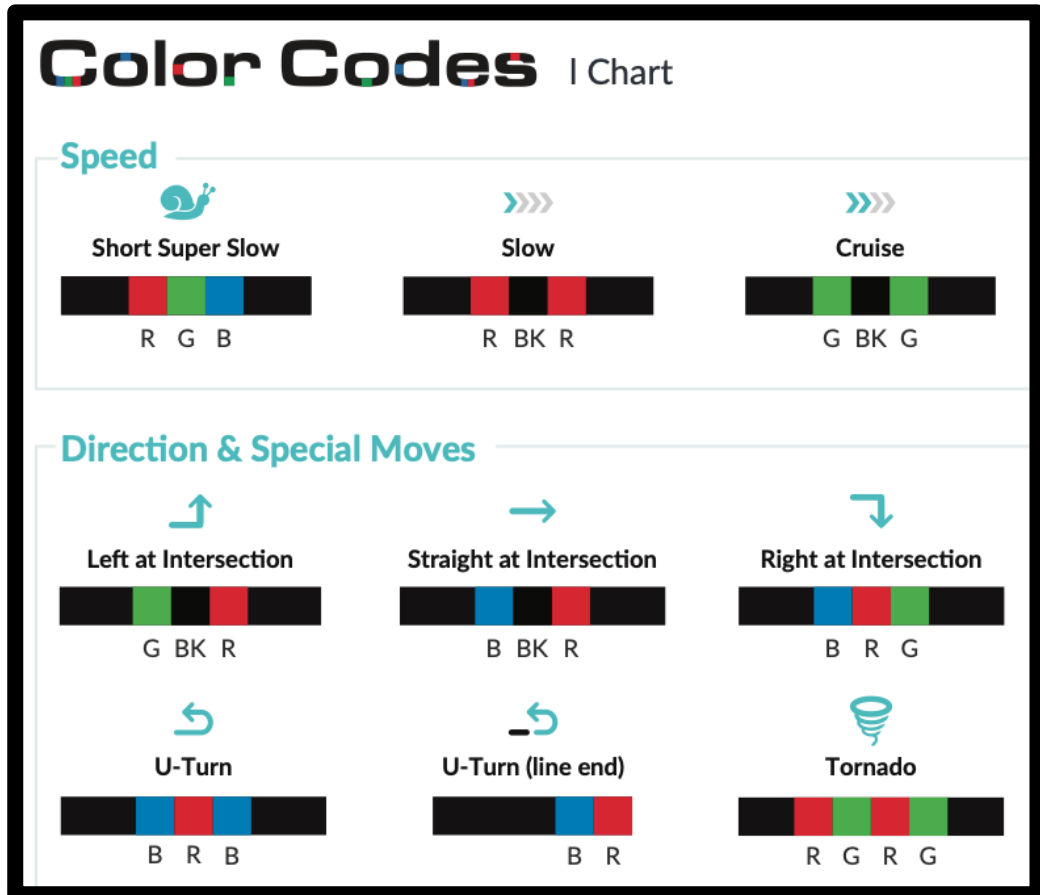 Color Codes | Chart
Speed
Short Super Slow Slow Cruise
R G B R BK R G BK G
Direction & Special Moves
Left at Intersection Straight at Intersection Right at Intersection
G BK R B BK R B R G
U-Turn U-Turn (line end) Tornado
B R B B R R G R G